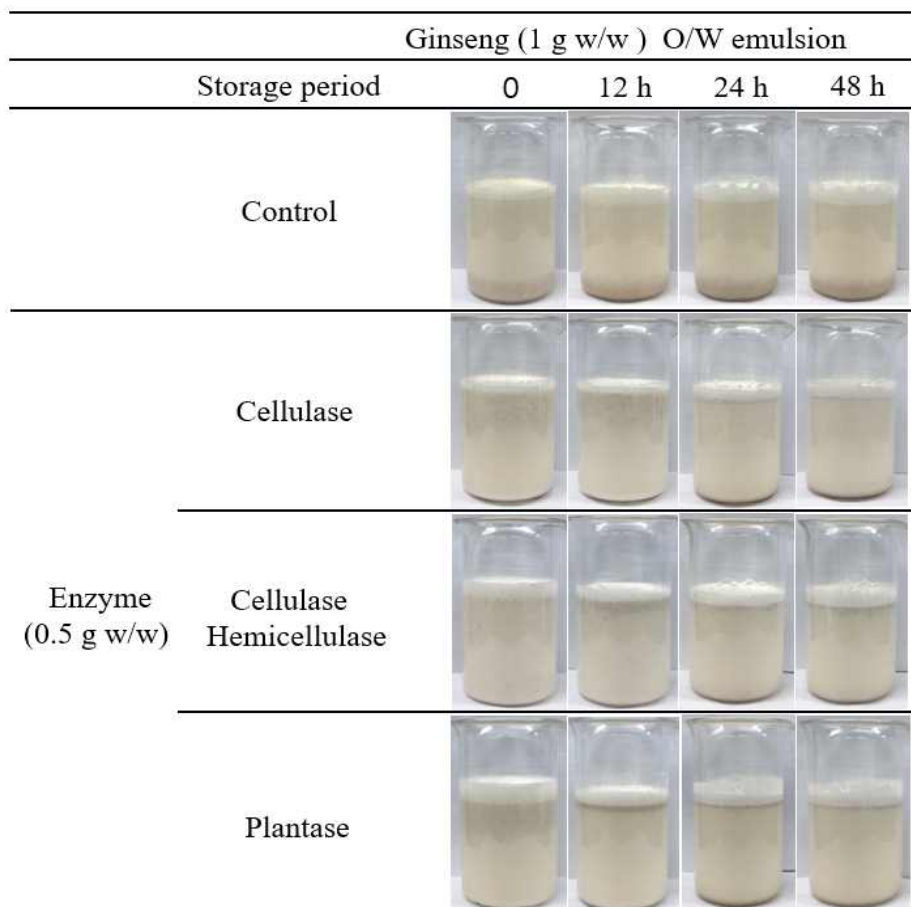 Ginseng (1 g w/w ) O/W emulsion
Storage period 0 12 h 24 h 48 h
Control
Cellulase
Enzyme
(0.5 g w/w)
Cellulase
Hemicellulase
Plantase